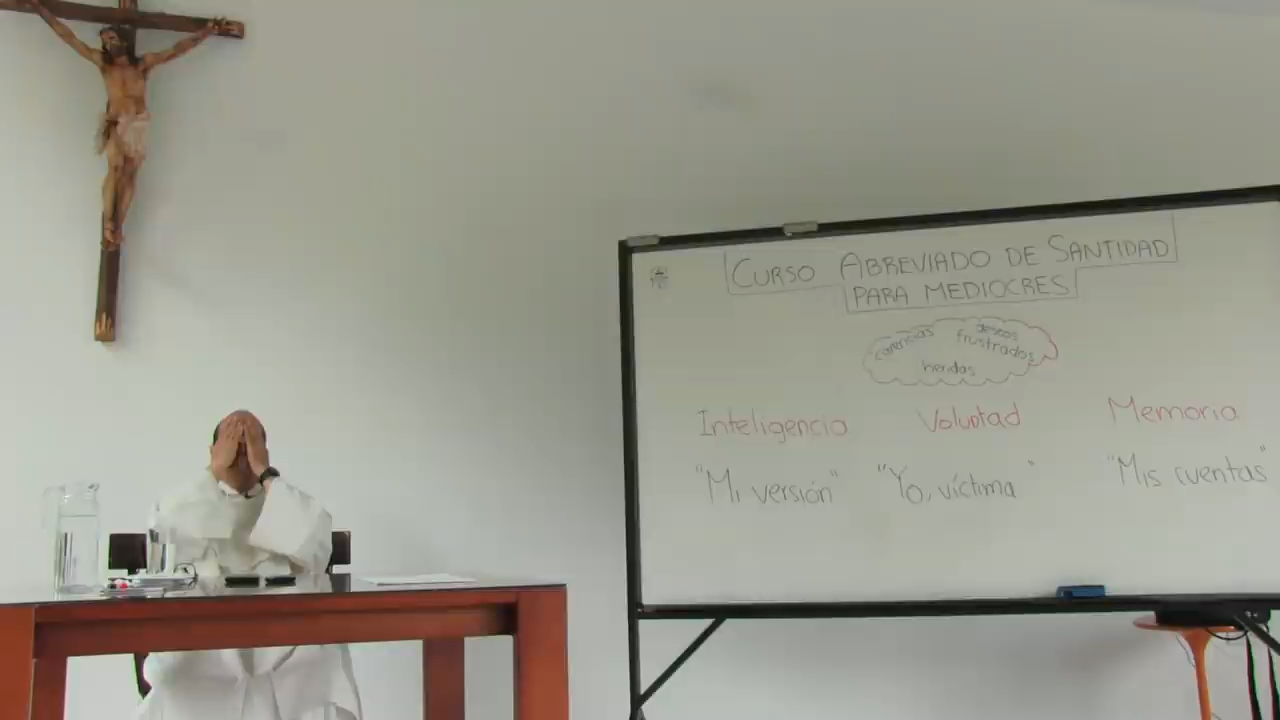 CURSO ABREVIADO DE SANTIDAD
PARA MEDIOCRES
carencias deseos
frustrados
heridas
Inteligencia Voluntad Memoria
"Mi versión" "Yo, víctima" "Mis cuentas"